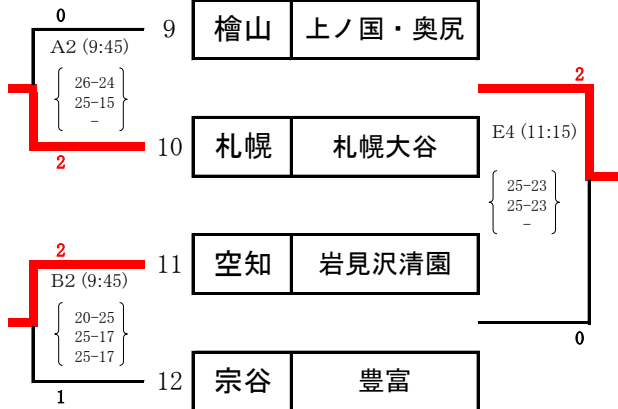 0
A2 (9:45)
26-24
25-15
-
2
9 檜山 上ノ国・奥尻
10 札幌 札幌大谷
2
B2 (9:45)
20-25
25-17
25-17
1
11 空知 岩見沢清園
12 宗谷 豊富
2
E4 (11:15)
25-23
25-23
-
0